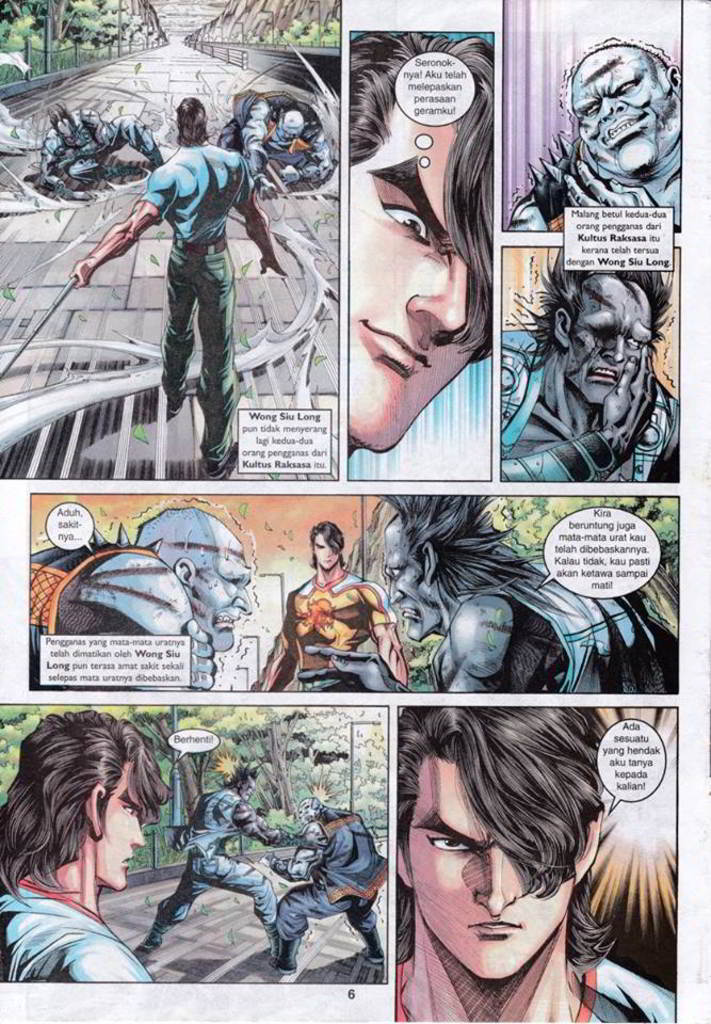 Wong Siu Long
pun tidak menyerang
lagi kedua-dua
orang pengganas dari
Kultus Raksasa itu.
Seronok-
nya! Aku telah
melepaskan
perasaan
geramku!
Malang betul kedua-dua
orang pengganas dari
Kultus Raksasa itu
kerana telah tersua
dengan Wong Siu Long.
Aduh,
sakit-
nya...
Pengganas yang mata-mata uratnya
telah dimatikan oleh Wong Siu
Long pun terasa amat sakit sekali
selepas mata uratnya dibebaskan.
Kira
beruntung juga
mata-mata urat kau
telah dibebaskannya.
Kalau tidak, kau pasti
akan ketawa sampai
mati!
Berhenti!
Ada
sesuatu
yang hendak
aku tanya
kepada
kalian!
6